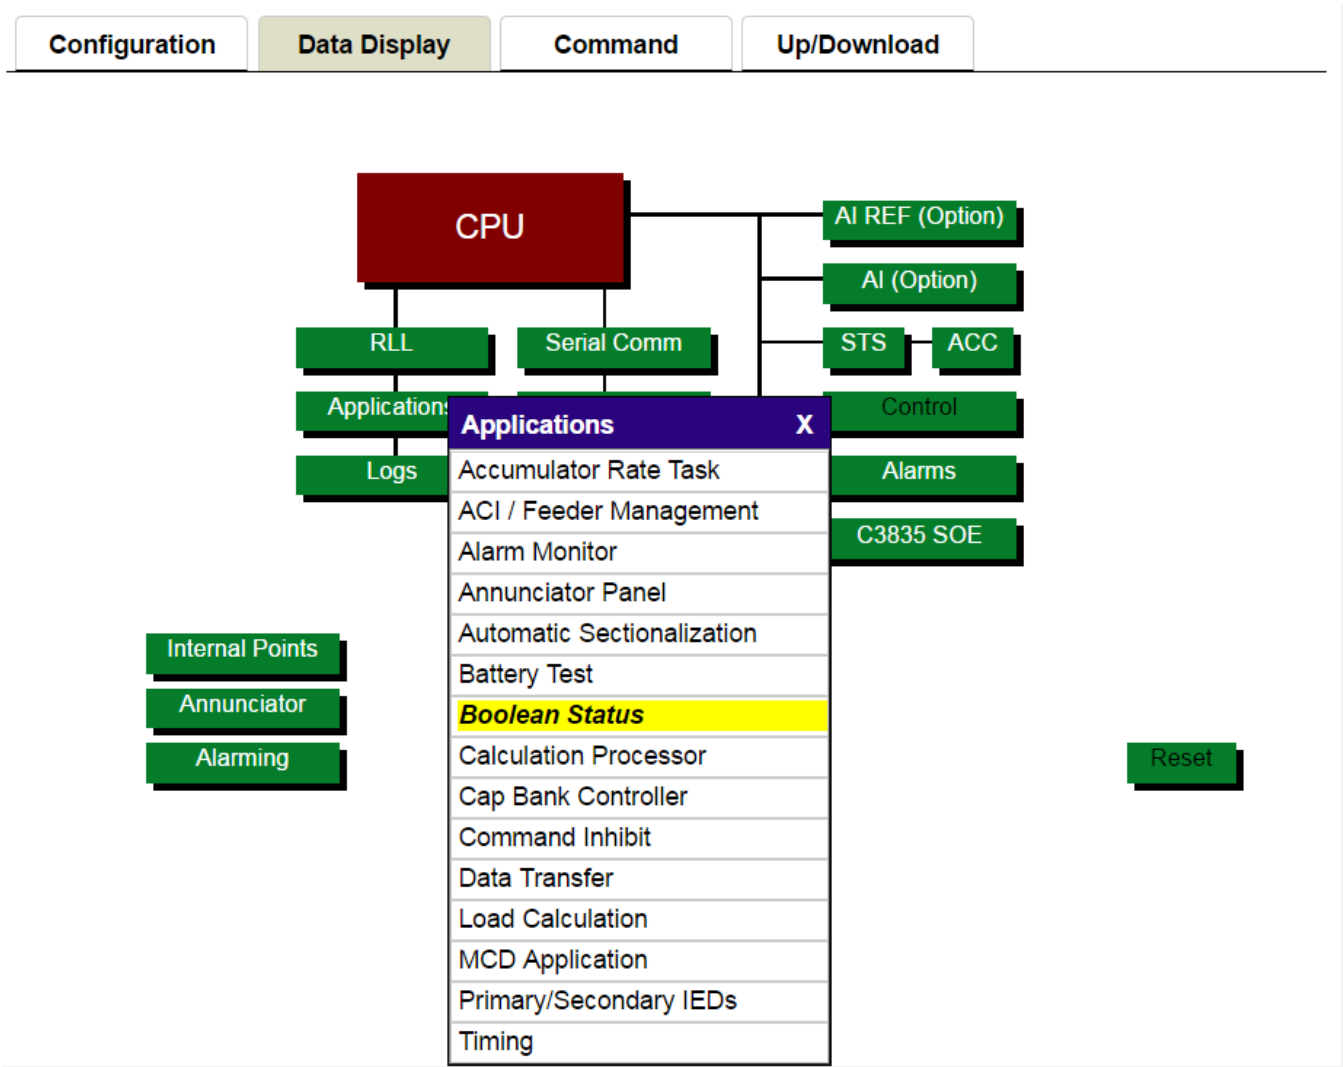 Configuration
Data Display
Command
Up/Download
CPU
AI REF (Option)
AI (Option)
RLL
Serial Comm
STS
ACC
Applications
Control
Logs
Alarms
C3835 SOE
Applications X
Accumulator Rate Task
ACI / Feeder Management
Alarm Monitor
Annunciator Panel
Automatic Sectionalization
Battery Test
Boolean Status
Calculation Processor
Cap Bank Controller
Command Inhibit
Data Transfer
Load Calculation
MCD Application
Primary/Secondary IEDs
Timing
Internal Points
Annunciator
Alarming
Reset